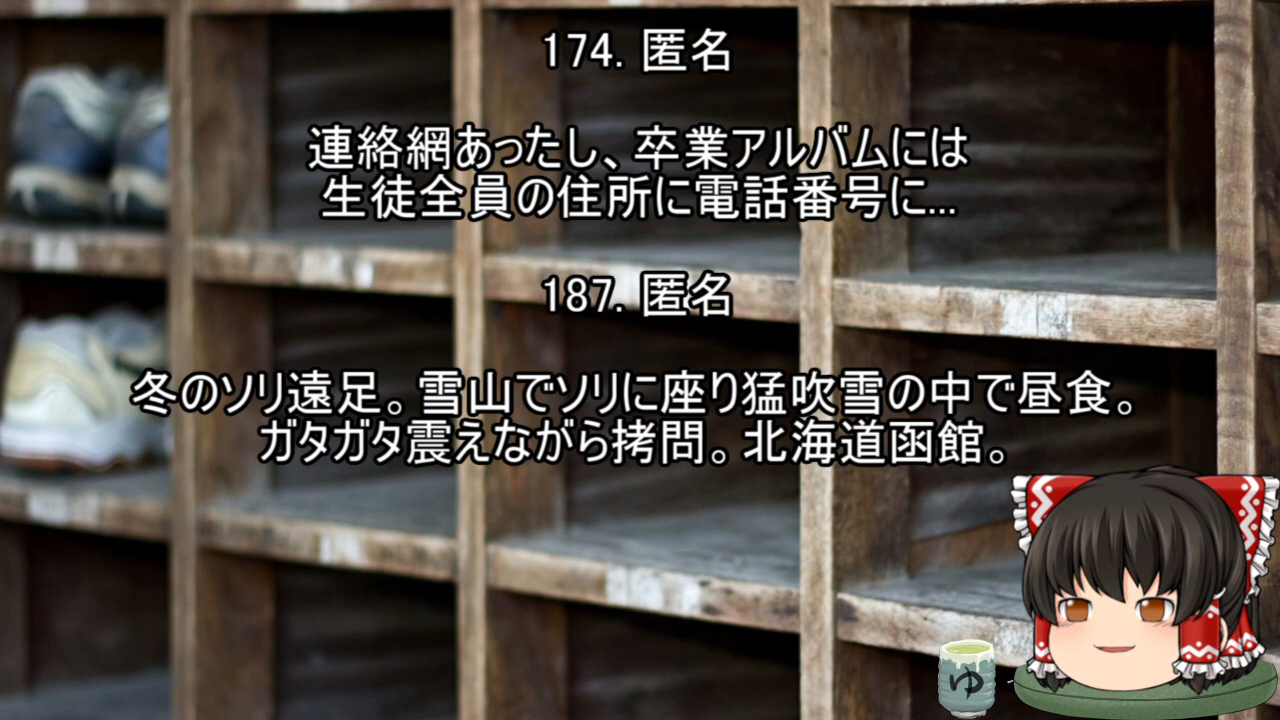 174. 匿名
連絡網あったし、卒業アルバムには
生徒全員の住所に電話番号に...
187. 匿名
冬のソリ遠足。雪山でソリに座り猛吹雪の中で昼食。
ガタガタ震えながら拷問。北海道函館。
ゆ